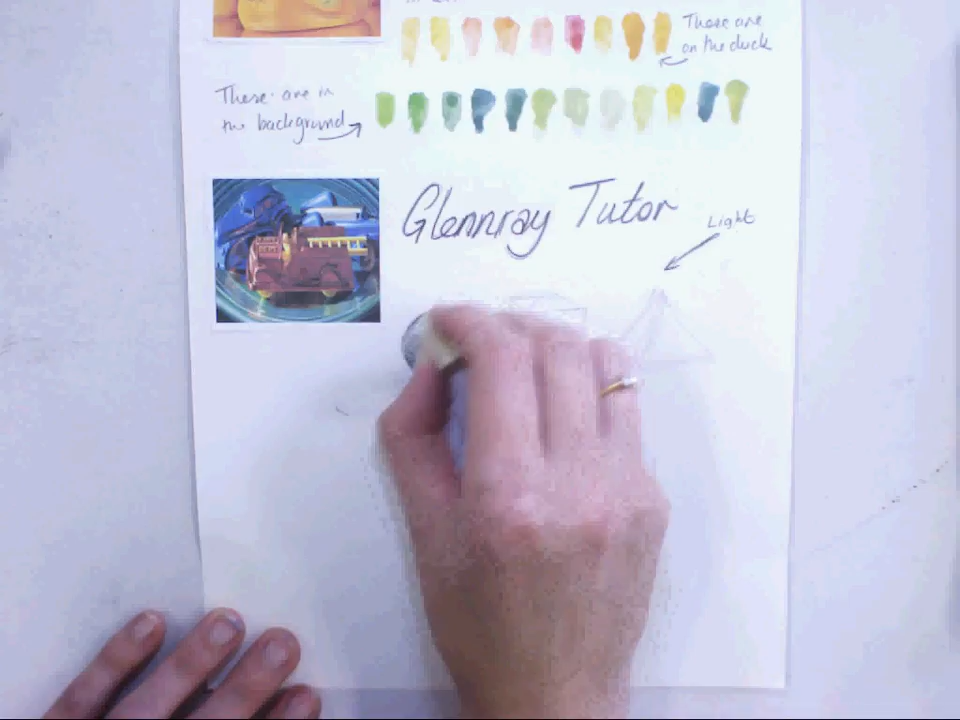 These are
on the duck
These are in
the background
Glennray Tutor
Light